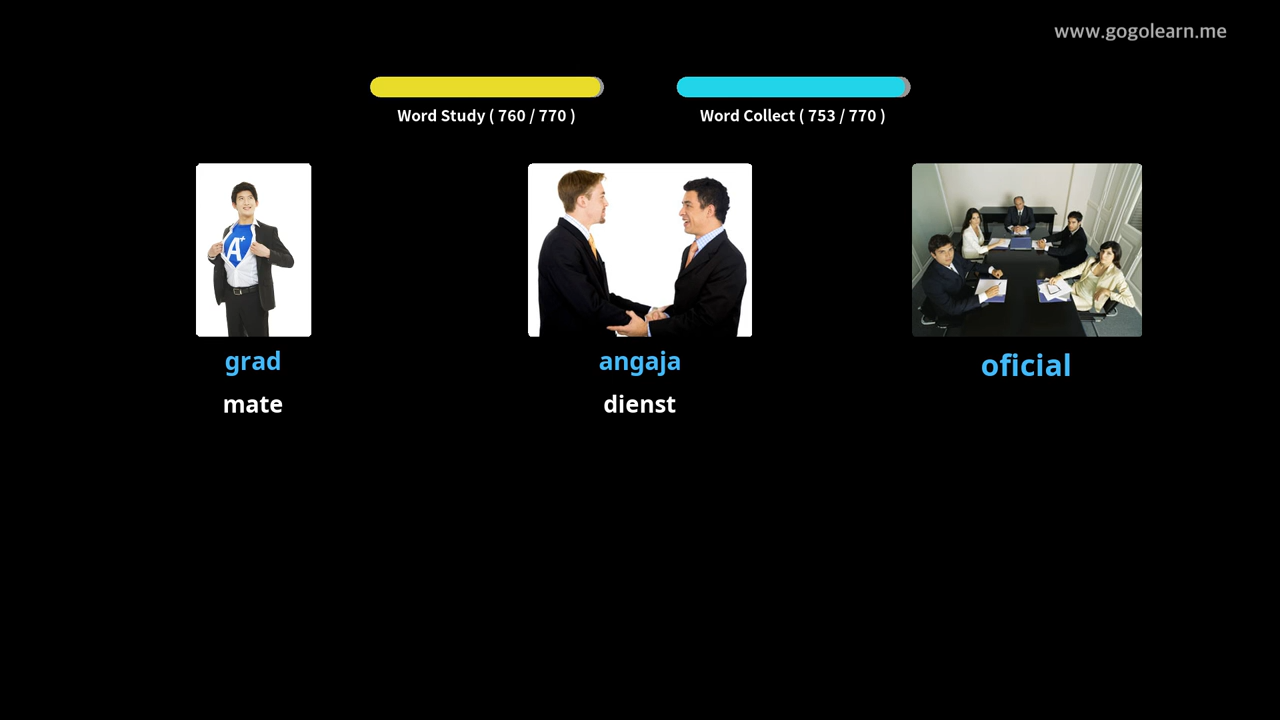 www.gogolearn.me
Word Study ( 760 / 770 )
Word Collect ( 753 / 770 )
A+
grad
angaja
oficial
mate
dienst